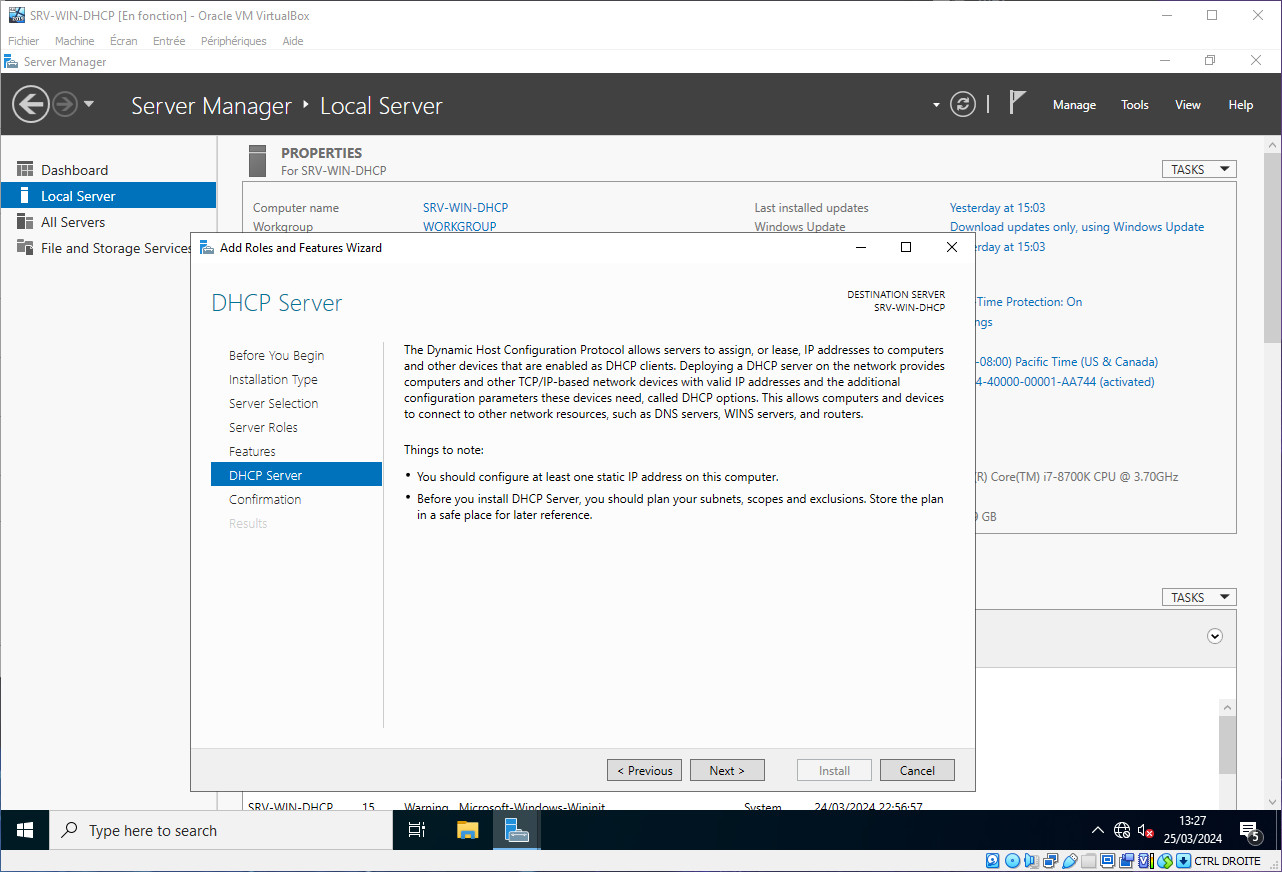 SRV-WIN-DHCP [En fonction] - Oracle VM VirtualBox
Fichier Machine Écran Entrée Périphériques Aide
Server Manager
Server Manager ‣ Local Server
Manage Tools View Help
Dashboard
Local Server
All Servers
File and Storage Services
PROPERTIES
For SRV-WIN-DHCP
TASKS
Computer name SRV-WIN-DHCP Last installed updates Yesterday at 15:03
Workgroup WORKGROUP Windows Update Download updates only, using Windows Update
rday at 15:03
-Time Protection: On
ngs
-08:00) Pacific Time (US & Canada)
4-40000-00001-AA744 (activated)
(R) Core(TM) i7-8700K CPU @ 3.70GHz
GB
TASKS
Add Roles and Features Wizard
DHCP Server
DESTINATION SERVER
SRV-WIN-DHCP
Before You Begin
Installation Type
Server Selection
Server Roles
Features
DHCP Server
Confirmation
Results
The Dynamic Host Configuration Protocol allows servers to assign, or lease, IP addresses to computers
and other devices that are enabled as DHCP clients. Deploying a DHCP server on the network provides
computers and other TCP/IP-based network devices with valid IP addresses and the additional
configuration parameters these devices need, called DHCP options. This allows computers and devices
to connect to other network resources, such as DNS servers, WINS servers, and routers.
Things to note:
• You should configure at least one static IP address on this computer.
• Before you install DHCP Server, you should plan your subnets, scopes and exclusions. Store the plan
in a safe place for later reference.
< Previous Next > Install Cancel
SRV-WIN-DHCP 15 Warning Microsoft-Windows-Wininit System 24/03/2024 22:56:57
Type here to search
13:27
25/03/2024
5
CTRL DROITE